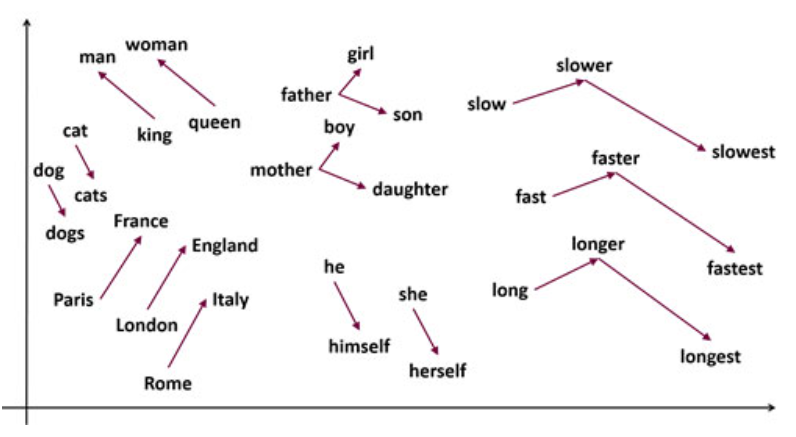 man
woman
king
queen
cat
cats
dog
dogs
France
England
Italy
Paris
London
Rome
girl
father
son
boy
mother
daughter
he
she
himself
herself
slow
slower
slowest
fast
faster
fastest
long
longer
longest